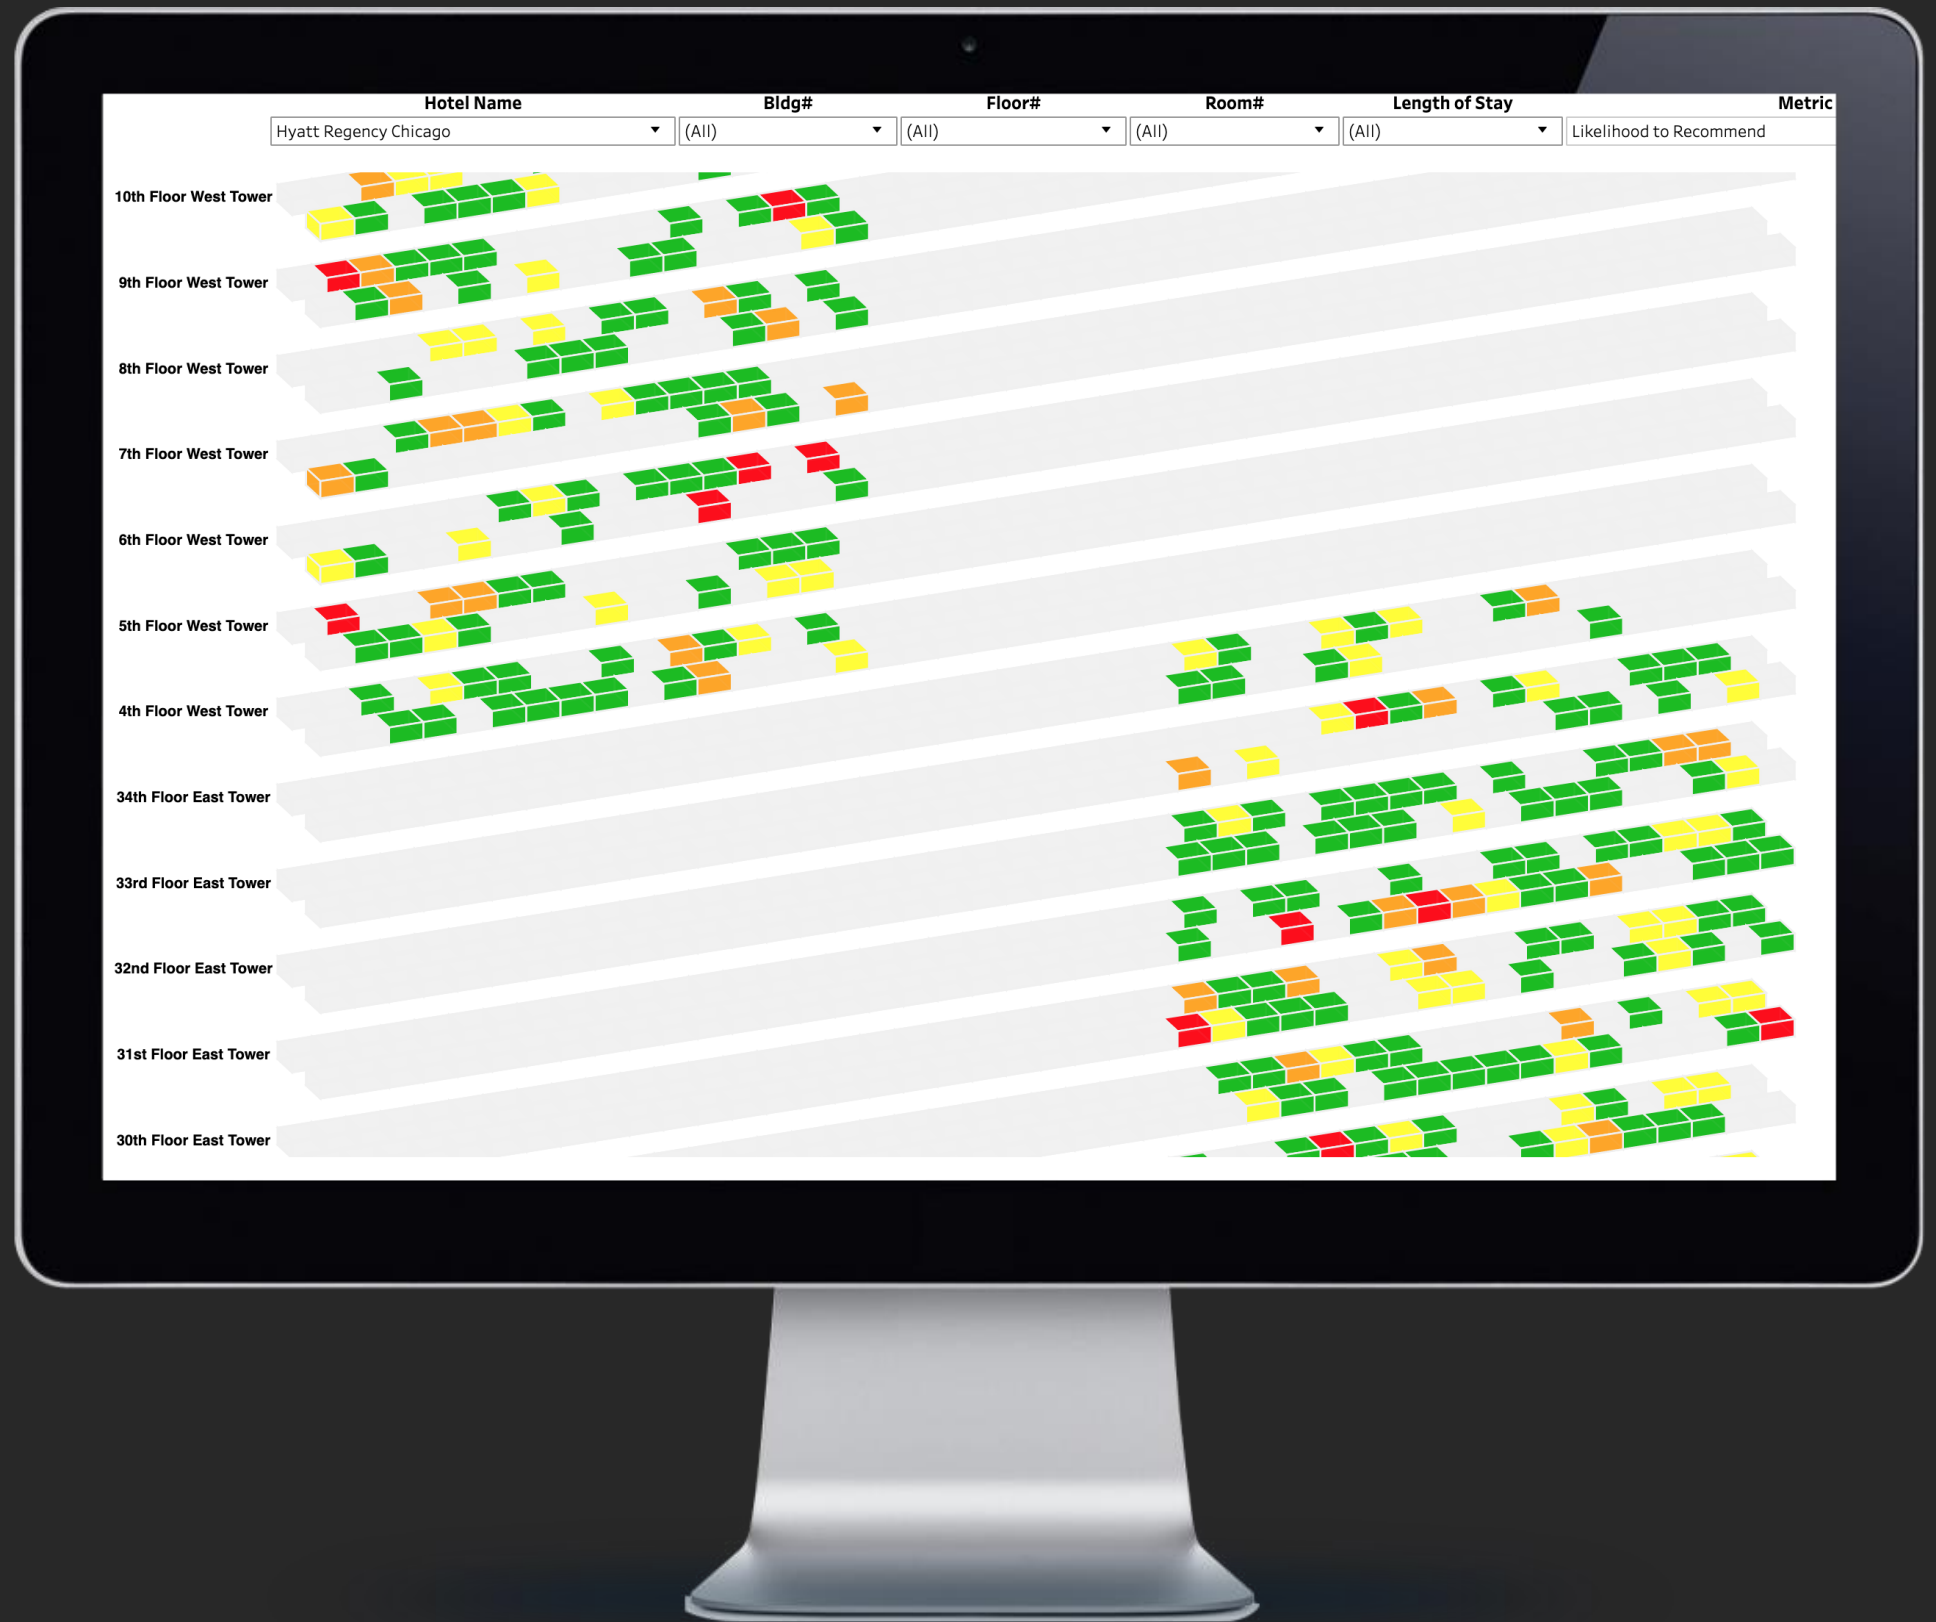 Hotel Name Bldg# Floor# Room# Length of Stay Metric
Hyatt Regency Chicago (All) (All) (All) (All) Likelihood to Recommend
10th Floor West Tower
9th Floor West Tower
8th Floor West Tower
7th Floor West Tower
6th Floor West Tower
5th Floor West Tower
4th Floor West Tower
34th Floor East Tower
33rd Floor East Tower
32nd Floor East Tower
31st Floor East Tower
30th Floor East Tower